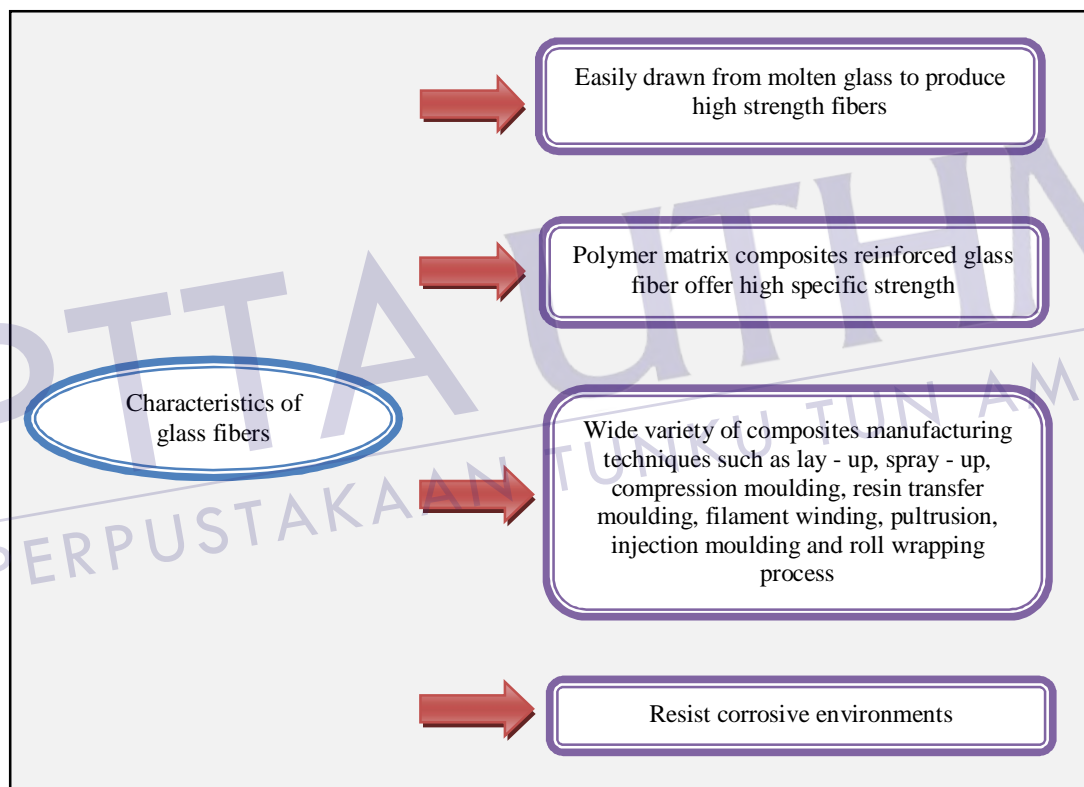 Easily drawn from molten glass to produce
high strength fibers
Polymer matrix composites reinforced glass
fiber offer high specific strength
Characteristics of
glass fibers
Wide variety of composites manufacturing
techniques such as lay - up, spray - up,
compression moulding, resin transfer
moulding, filament winding, pultrusion,
injection moulding and roll wrapping
process
Resist corrosive environments
PTTA UTHM
PERPUSTAKAAN TUNKU TUN AM